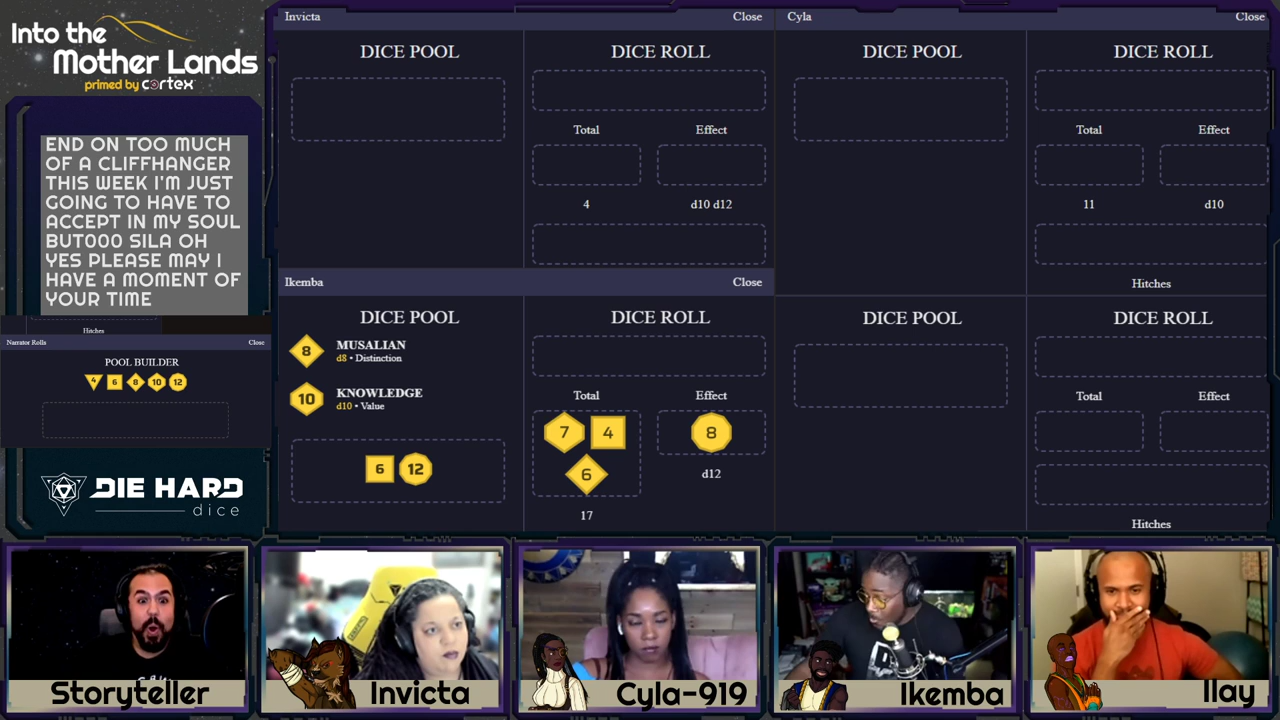 Into the
Mother Lands
primed by cortex
END ON TOO MUCH
OF A CLIFFHANGER
THIS WEEK I'M JUST
GOING TO HAVE TO
ACCEPT IN MY SOUL
BUT000 SILA OH
YES PLEASE MAY I
HAVE A MOMENT OF
YOUR TIME
Hitches
Narrator Rolls Close
POOL BUILDER
4 6 8 10 12
DIE HARD
dice
Invicta Close
DICE POOL DICE ROLL
Total Effect
4 d10 d12
Cyla Close
DICE POOL DICE ROLL
Total Effect
11 d10
Hitches
Ikemba Close
DICE POOL DICE ROLL
8 MUSALIAN
d8 • Distinction
10 KNOWLEDGE
d10 • Value
6 12
Total Effect
7 4 8
6 d12
17
DICE POOL DICE ROLL
Total Effect
Hitches
Storyteller
Invicta
Cyla-919
Ikemba
Ilay